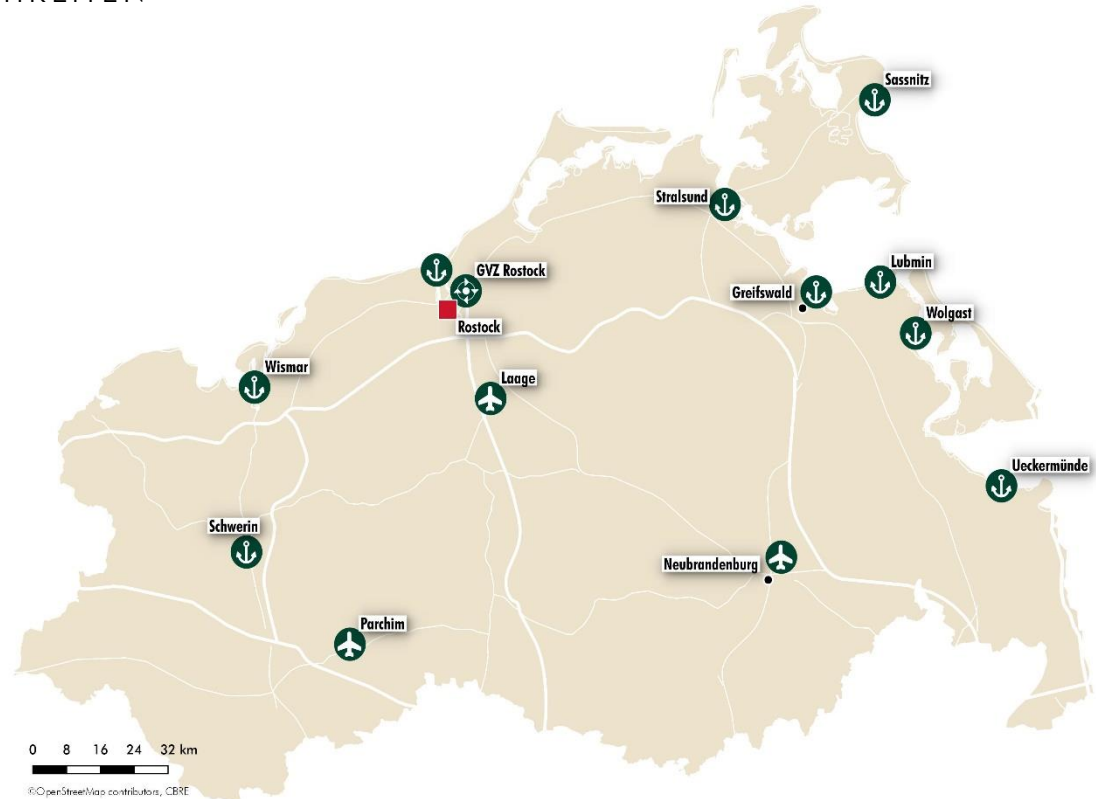 Sassnitz
Stralsund
GVZ Rostock
Lubmin
Greifswald
Wolgast
Rostock
Wismar
Laage
Ueckermünde
Schwerin
Neubrandenburg
Parchim
0 8 16 24 32 km
©OpenStreetMap contributors, CBRE